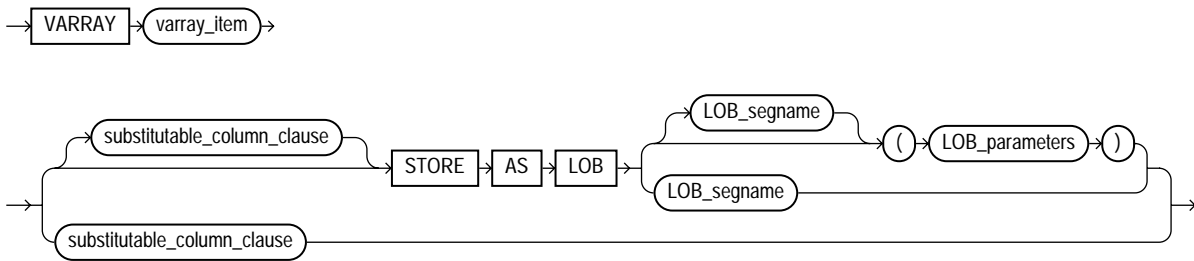 VARRAY varray_item
LOB_segname
substitutable_column_clause
STORE AS LOB ( LOB_parameters )
LOB_segname
substitutable_column_clause